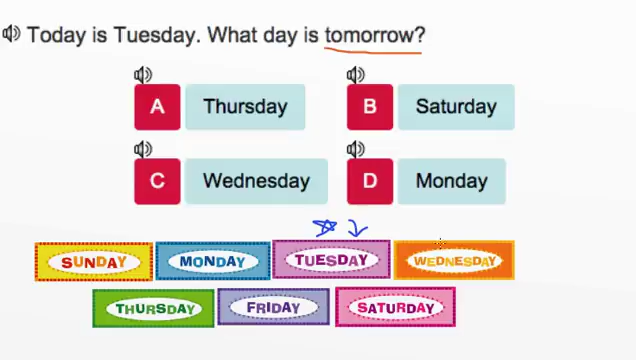 Today is Tuesday. What day is tomorrow?
A Thursday
B Saturday
C Wednesday
D Monday
SUNDAY MONDAY TUESDAY WEDNESDAY
THURSDAY FRIDAY SATURDAY